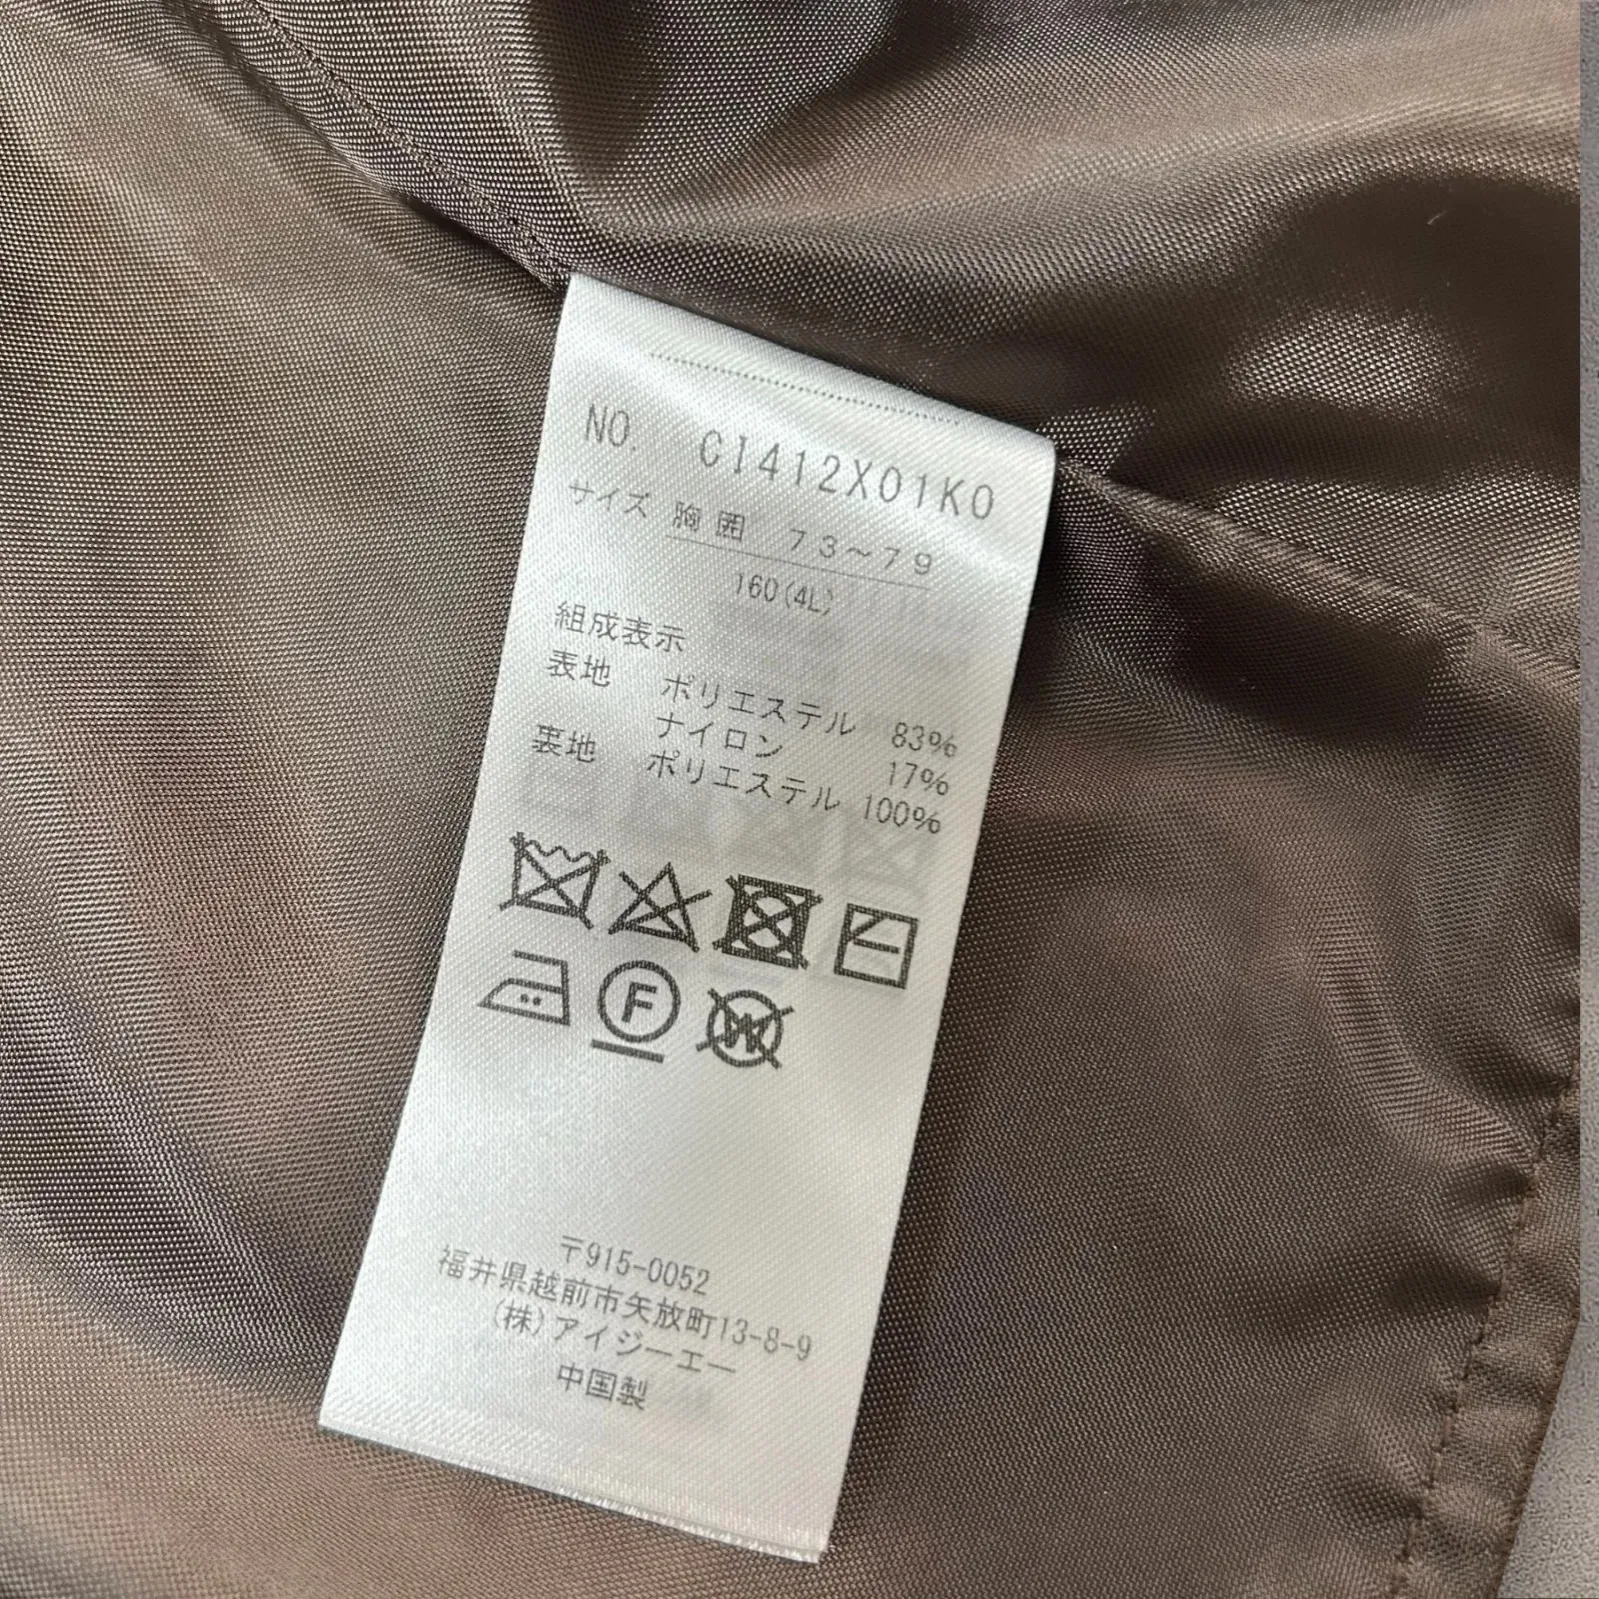 NO. CI412X01K0
サイズ 胸囲 73～79
160(4L)
組成表示
表地 ポリエステル 83%
ナイロン 17%
裏地 ポリエステル 100%
F
W
〒915-0052
福井県越前市矢放町13-8-9
(株)アイジーエー
中国製